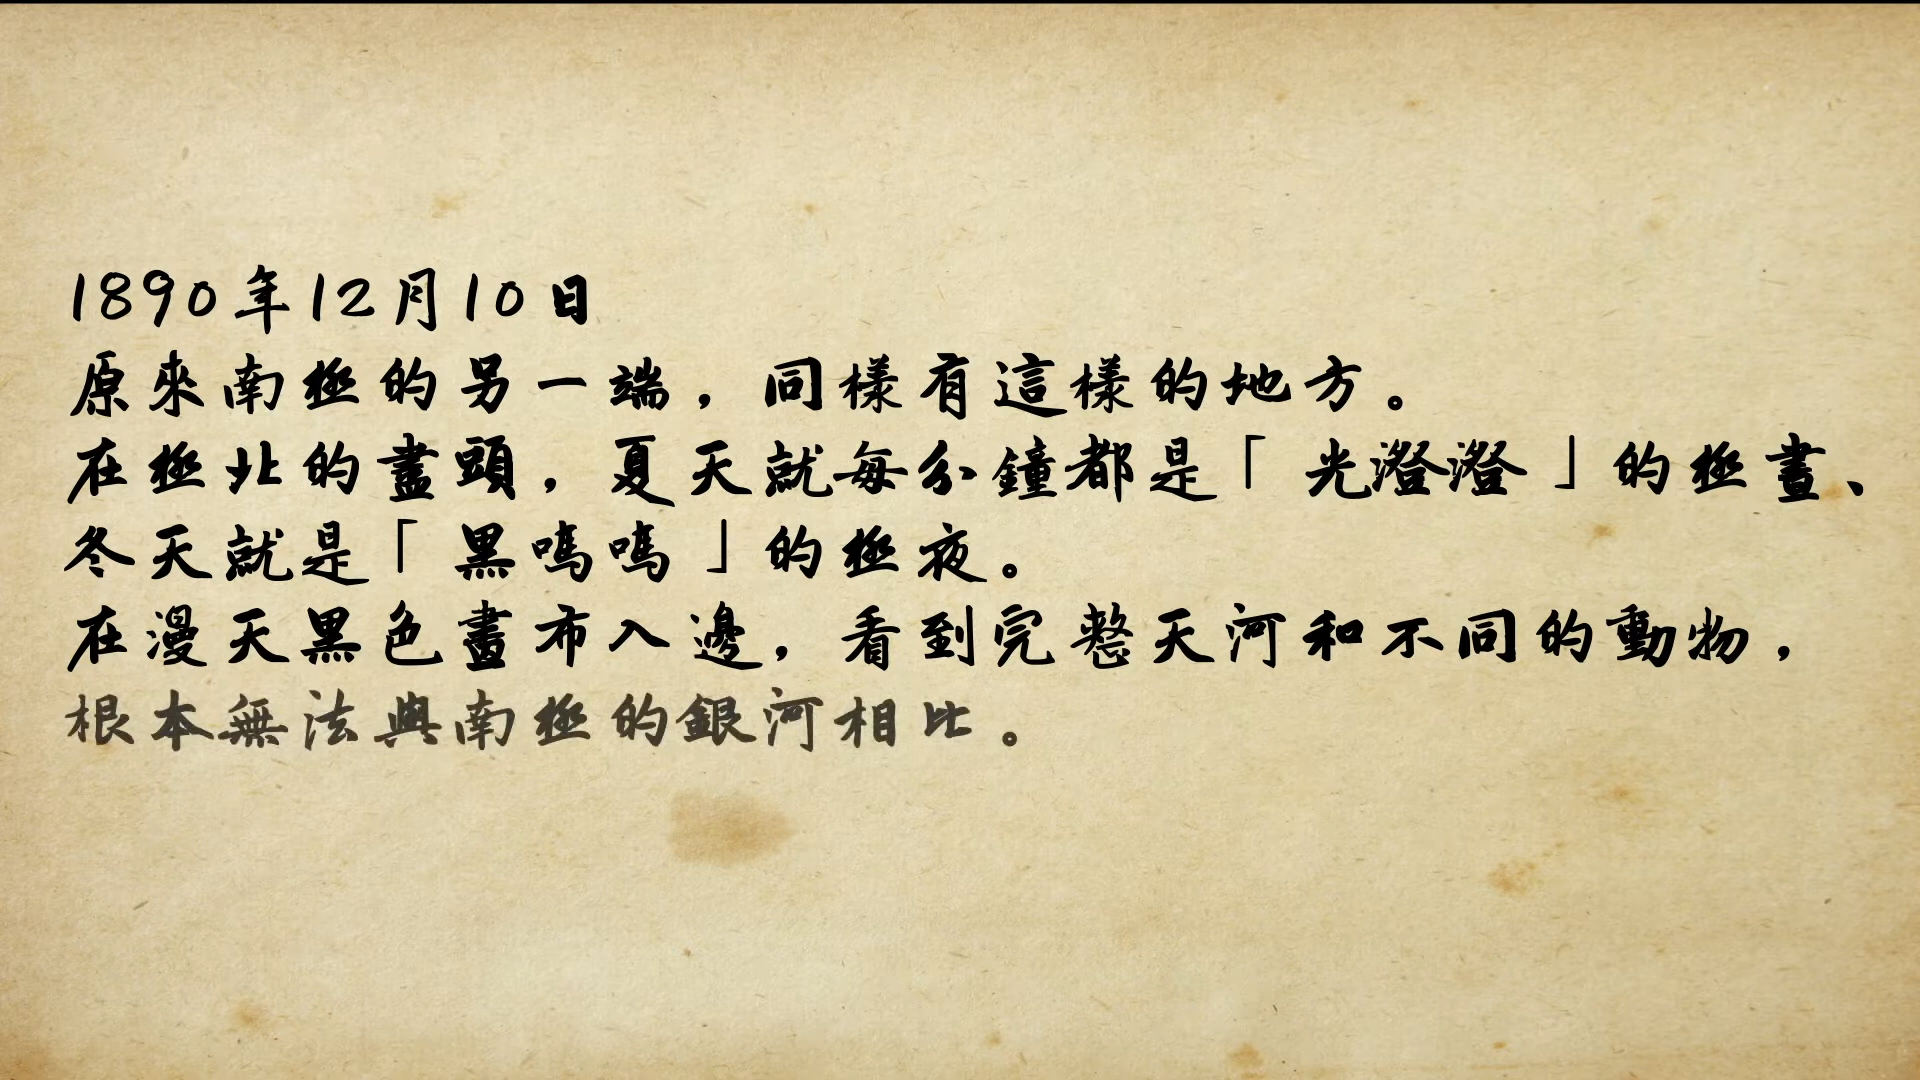 1890年12月10日
原來南極的另一端，同樣有這樣的地方。
在極北的盡頭，夏天就每分鐘都是「光澄澄」的極晝、
冬天就是「黑嗚嗚」的極夜。
在漫天黑色畫布入邊，看到完整天河和不同的動物，
根本無法與南極的銀河相比。